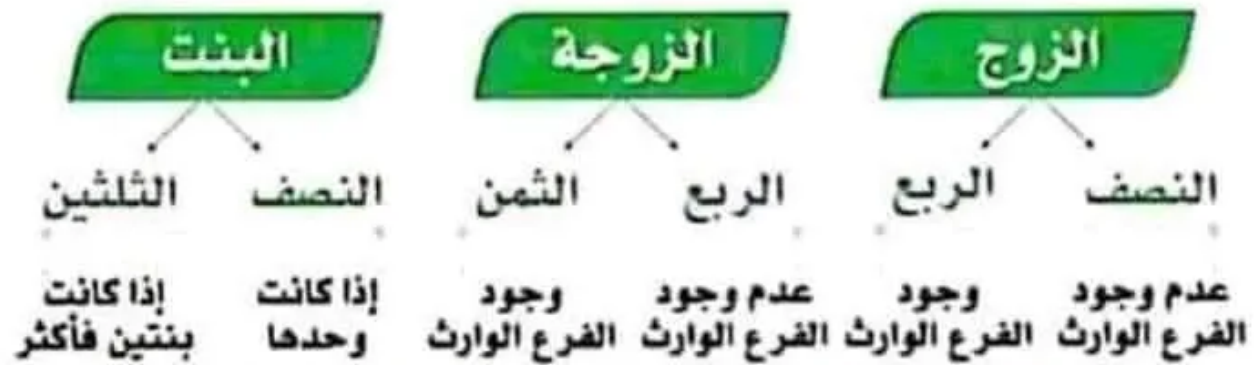 الزوج
الزوجة
البنت
النصف
الربع
الربع
الثمن
النصف
الثلثين
عدم وجود
الفرع الوارث
وجود
الفرع الوارث
عدم وجود
الفرع الوارث
وجود
الفرع الوارث
إذا كانت
وحدها
إذا كانت
بنتين فأكثر